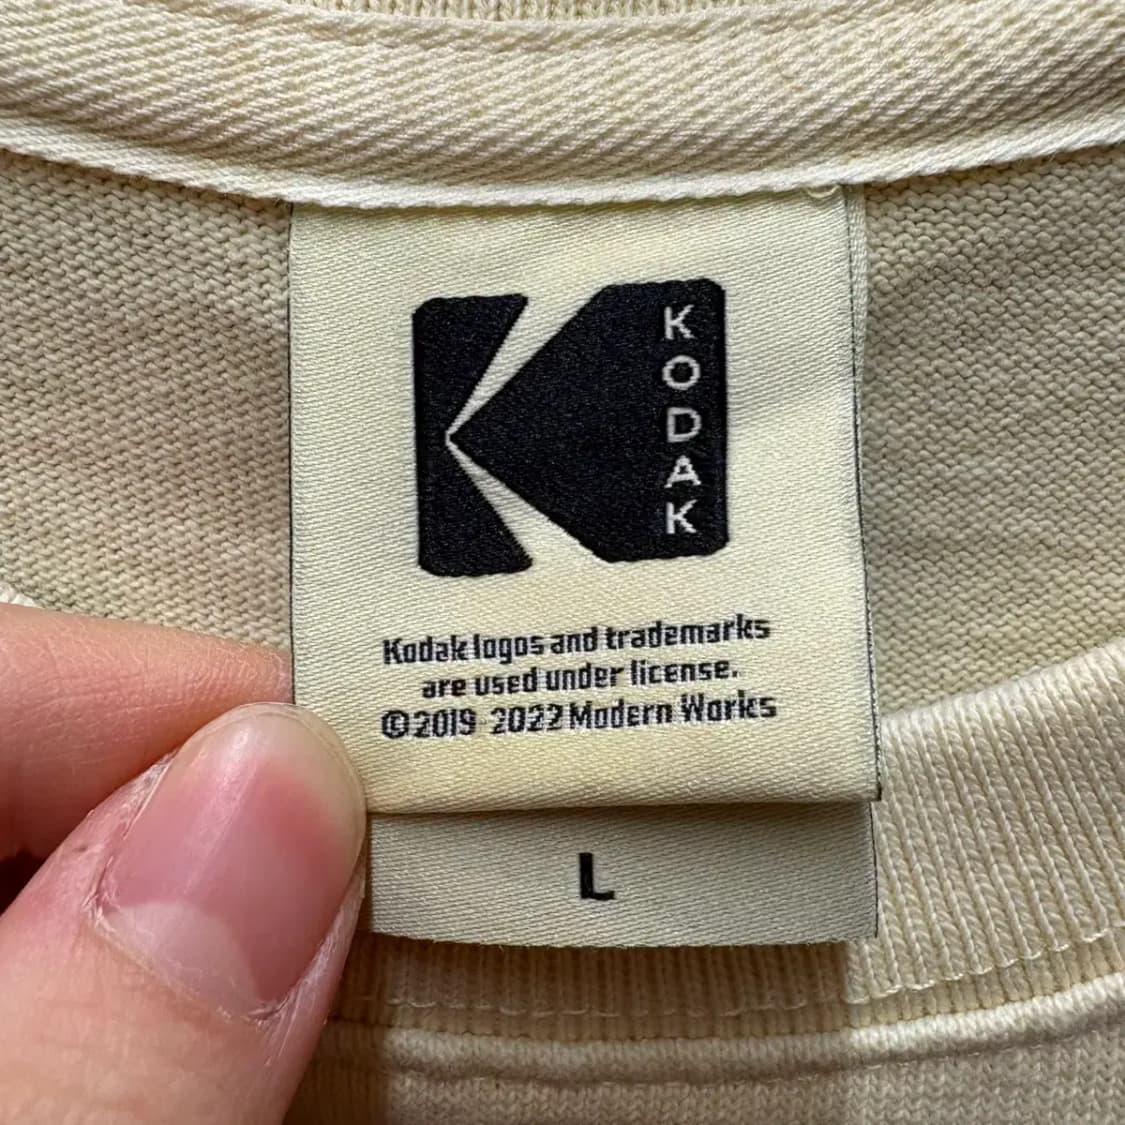 KODAK
Kodak logos and trademarks
are used under license.
©2019 2022 Modern Works
L